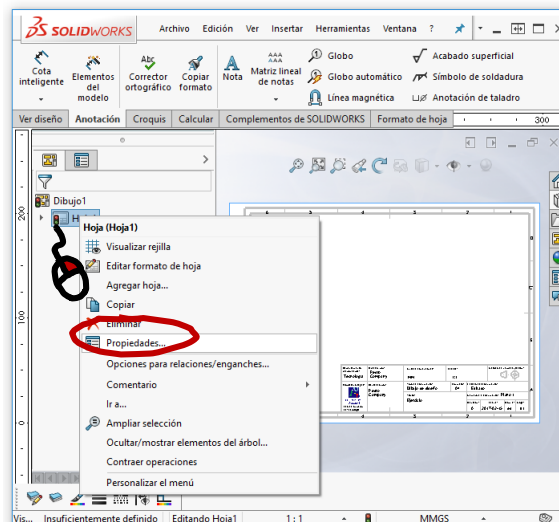 SOLIDWORKS Archivo Edición Ver Insertar Herramientas Ventana ?
Cota inteligente
Elementos del modelo
Corrector ortográfico
Copiar formato
Nota
Matriz lineal de notas
Globo
Globo automático
Línea magnética
Acabado superficial
Símbolo de soldadura
Anotación de taladro
Ver diseño Anotación Croquis Calcular Complementos de SOLIDWORKS Formato de hoja 300
Dibujo1
200
100
0
Hoja (Hoja1)
Visualizar rejilla
Editar formato de hoja
Agregar hoja...
Copiar
Eliminar
Propiedades...
Opciones para relaciones/enganches...
Comentario
Ir a...
Ampliar selección
Ocultar/mostrar elementos del árbol...
Contraer operaciones
Personalizar el menú
Vis... Insuficientemente definido Editando Hoja1 1:1 MMGS